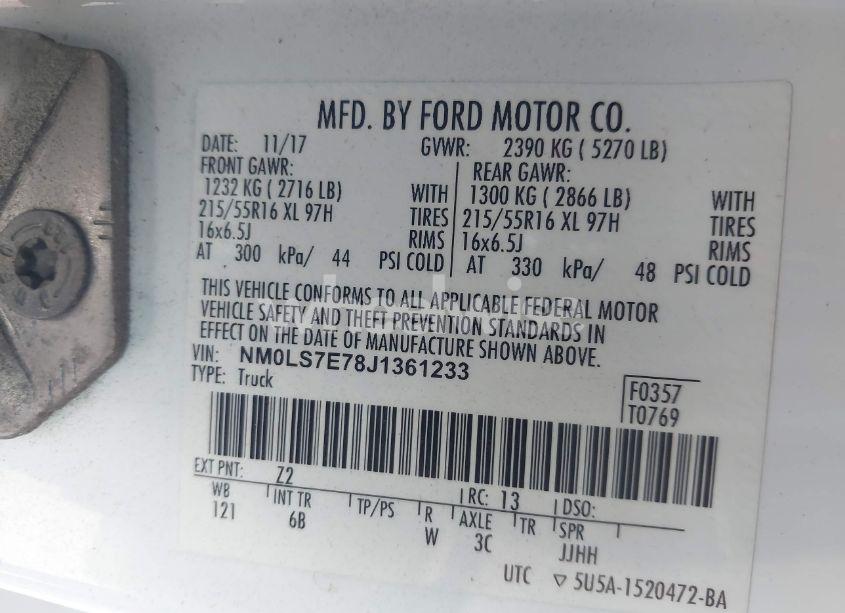 MFD. BY FORD MOTOR CO.
DATE: 11/17 GVWR: 2390 KG ( 5270 LB)
FRONT GAWR: REAR GAWR:
1232 KG ( 2716 LB) WITH 1300 KG ( 2866 LB) WITH
215/55R16 XL 97H TIRES 215/55R16 XL 97H TIRES
16x6.5J RIMS 16x6.5J RIMS
AT 300 kPa/ 44 PSI COLD AT 330 kPa/ 48 PSI COLD
THIS VEHICLE CONFORMS TO ALL APPLICABLE FEDERAL MOTOR
VEHICLE SAFETY AND THEFT PREVENTION STANDARDS IN
EFFECT ON THE DATE OF MANUFACTURE SHOWN ABOVE.
VIN: NM0LS7E78J1361233
TYPE: Truck
F0357
T0769
EXT PNT: Z2 RC: 13 DSO:
WB INT TR TP/PS R AXLE TR SPR
121 6B W 3C JJHH
UTC ▽ 5U5A-1520472-BA